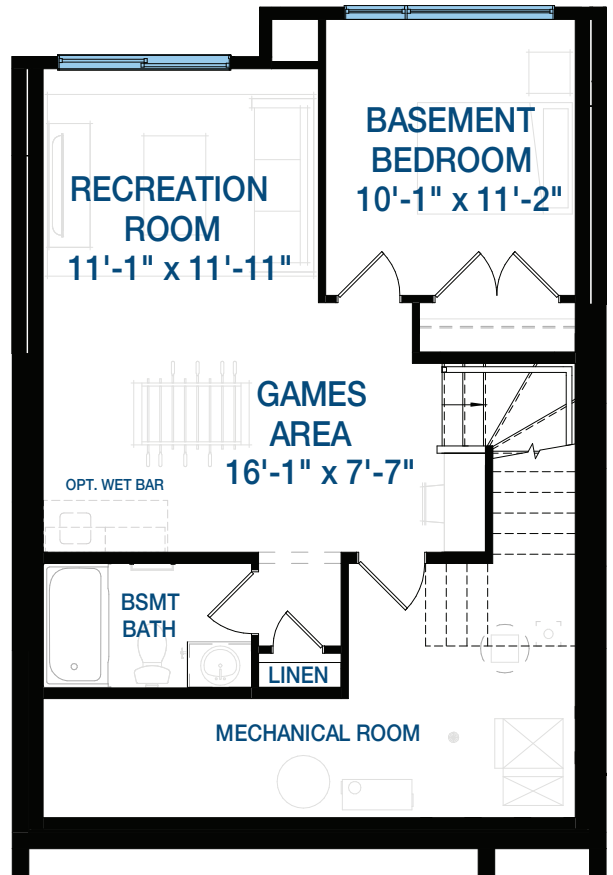 BASEMENT
BEDROOM
10'-1" x 11'-2"
RECREATION
ROOM
11'-1" x 11'-11"
GAMES
AREA
16'-1" x 7'-7"
OPT. WET BAR
BSMT
BATH
LINEN
MECHANICAL ROOM